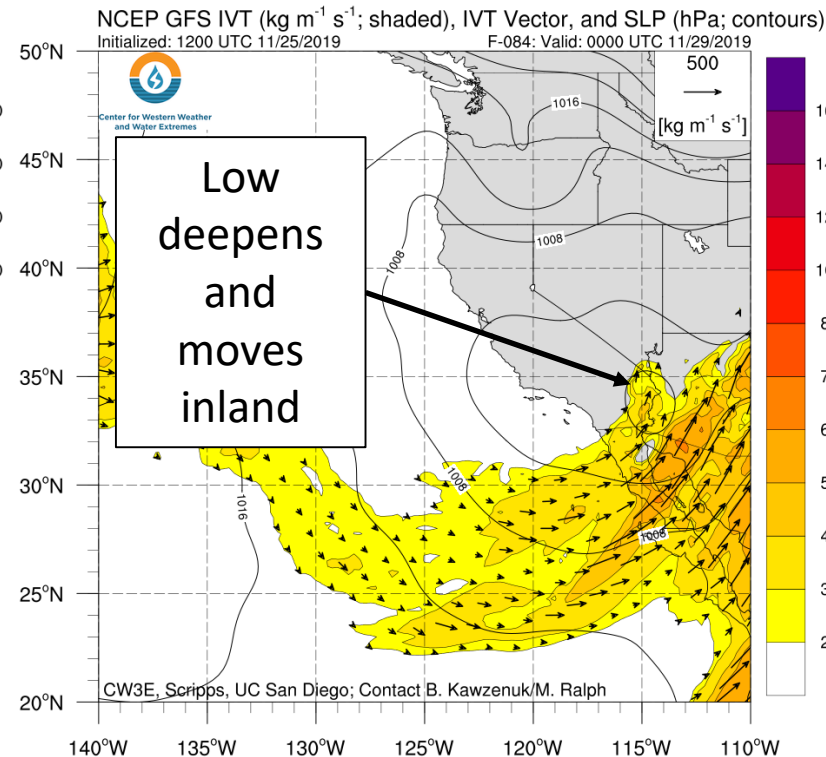 NCEP GFS IVT (kg m⁻¹ s⁻¹; shaded), IVT Vector, and SLP (hPa; contours)
Initialized: 1200 UTC 11/25/2019 F-084: Valid: 0000 UTC 11/29/2019
50°N
45°N
40°N
35°N
30°N
25°N
20°N
Center for Western Weather
and Water Extremes
500
[kg m⁻¹ s⁻¹]
Low
deepens
and
moves
inland
1016
1008
1008
1008
1008
1016
CW3E, Scripps, UC San Diego; Contact B. Kawzenuk/M. Ralph
140°W 135°W 130°W 125°W 120°W 115°W 110°W